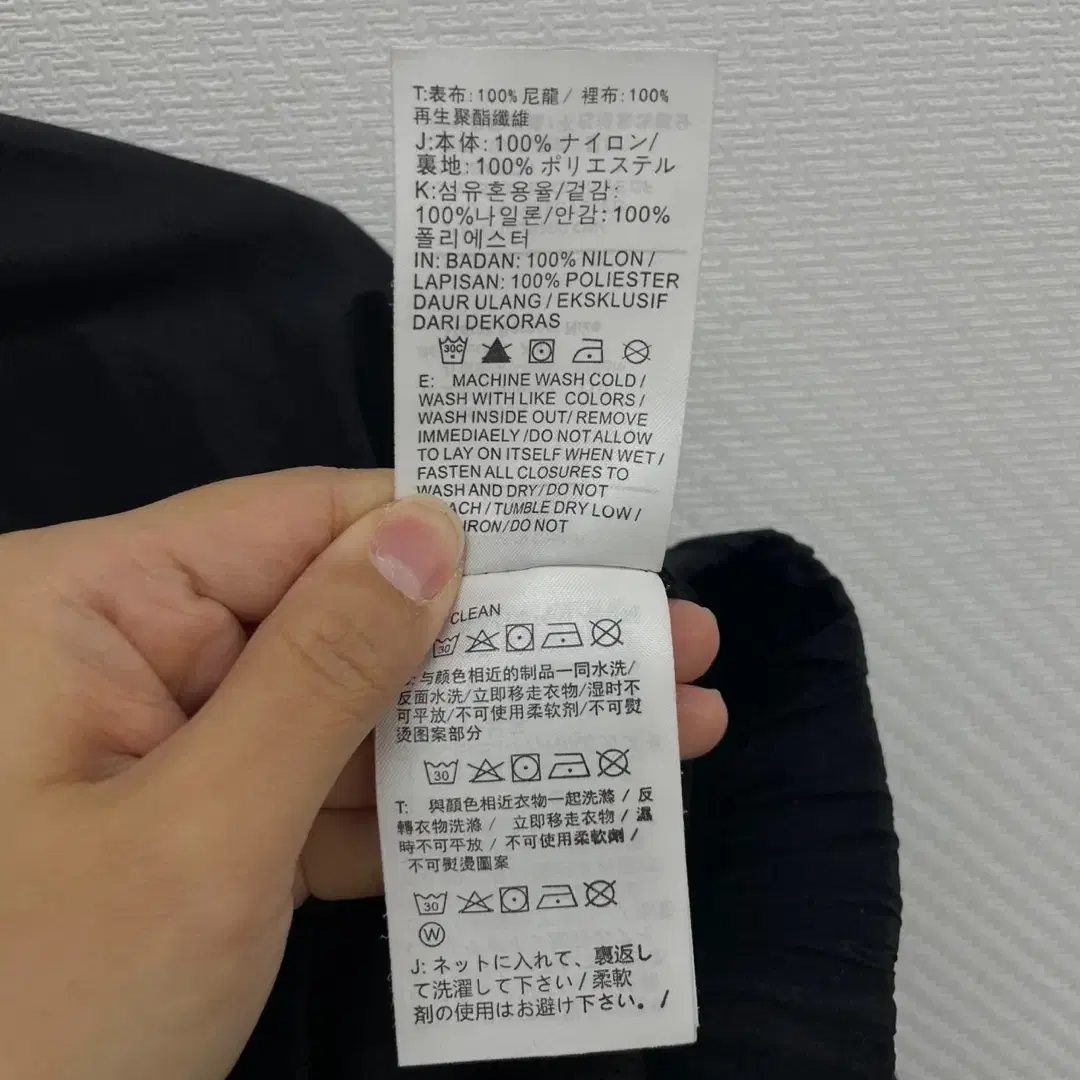 T:表布:100%尼龍/ 裡布:100%
再生聚酯纖維
J:本体: 100% ナイロン/
裏地: 100% ポリエステル
K:섬유혼용율/겉감:
100%나일론/안감: 100%
폴리에스터
IN: BADAN: 100% NILON /
LAPISAN: 100% POLIESTER
DAUR ULANG / EKSKLUSIF
DARI DEKORAS
30C
E: MACHINE WASH COLD /
WASH WITH LIKE COLORS /
WASH INSIDE OUT/ REMOVE
IMMEDIAELY /DO NOT ALLOW
TO LAY ON ITSELF WHEN WET /
FASTEN ALL CLOSURES TO
WASH AND DRY/DO NOT
TUMBLE DRY LOW /
IRON/DO NOT
CLEAN
30
与颜色相近的制品一同水洗/
反面水洗/立即移走衣物/湿时不
可平放/不可使用柔软剂/不可熨
烫图案部分
30
T: 與顏色相近衣物一起洗滌 / 反
轉衣物洗滌 / 立即移走衣物 / 濕
時不可平放 / 不可使用柔軟劑 /
不可熨燙圖案
30
W
J: ネットに入れて、裏返し
て洗濯して下さい / 柔軟
剤の使用はお避け下さい。/